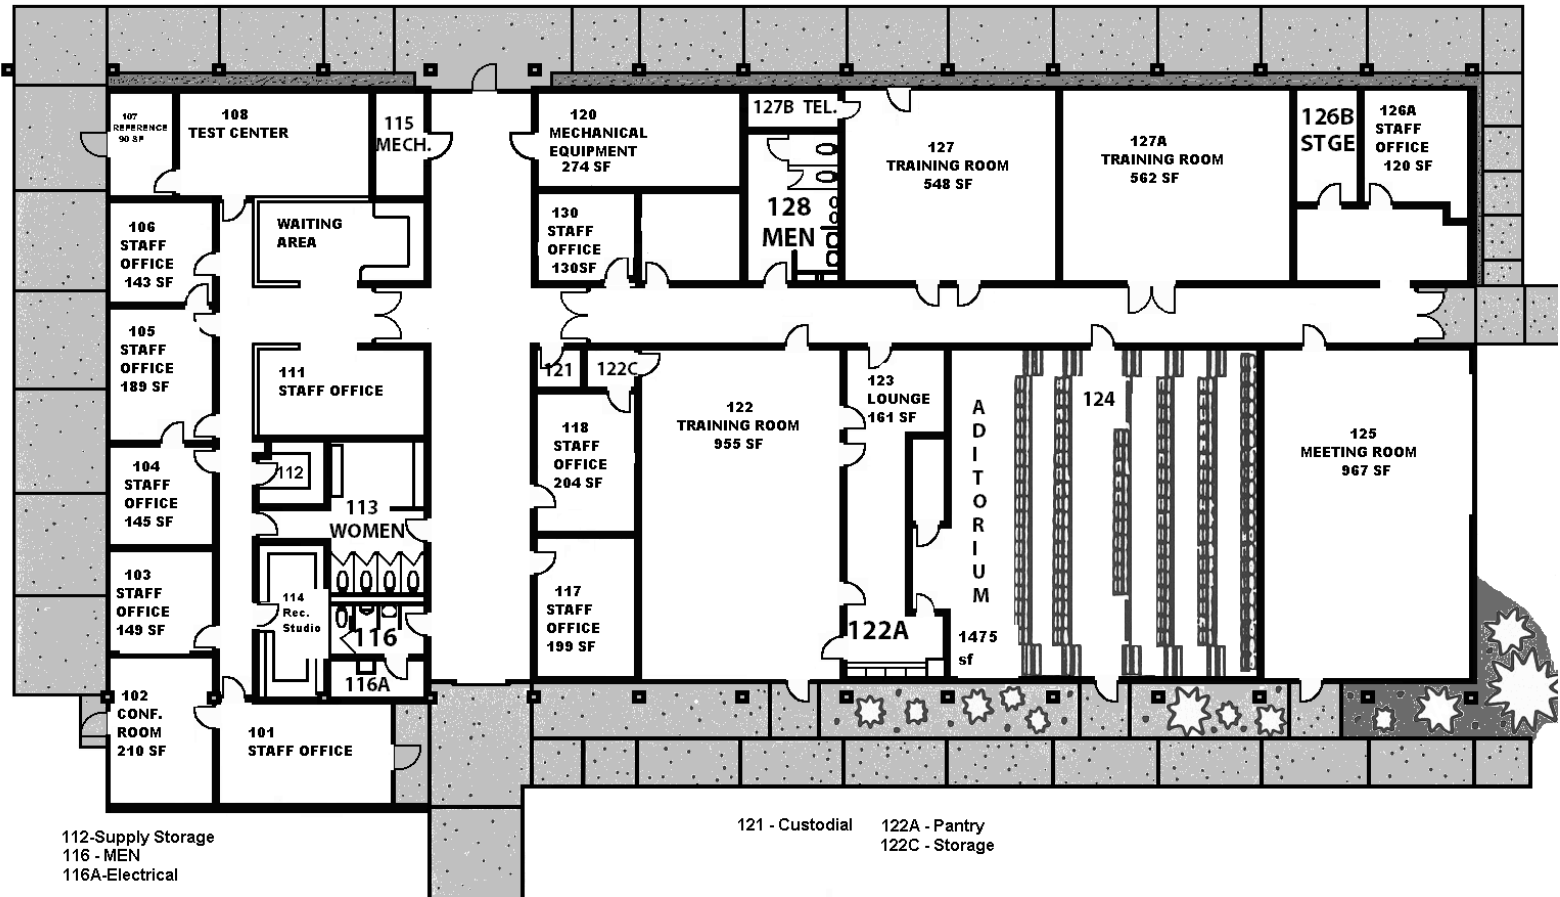 107
REFERENCE
90 SF
108
TEST CENTER
115
MECH.
120
MECHANICAL
EQUIPMENT
274 SF
127B TEL.
127
TRAINING ROOM
548 SF
127A
TRAINING ROOM
562 SF
126B
STGE
126A
STAFF
OFFICE
120 SF
106
STAFF
OFFICE
143 SF
WAITING
AREA
130
STAFF
OFFICE
130SF
128
MEN
105
STAFF
OFFICE
189 SF
111
STAFF OFFICE
121
122C
122
TRAINING ROOM
955 SF
123
LOUNGE
161 SF
ADITORIUM
124
1475
sf
125
MEETING ROOM
967 SF
104
STAFF
OFFICE
145 SF
112
113
WOMEN
118
STAFF
OFFICE
204 SF
103
STAFF
OFFICE
149 SF
114
Rec.
Studio
116
116A
117
STAFF
OFFICE
199 SF
122A
102
CONF.
ROOM
210 SF
101
STAFF OFFICE
112-Supply Storage
116 - MEN
116A-Electrical
121 - Custodial
122A - Pantry
122C - Storage